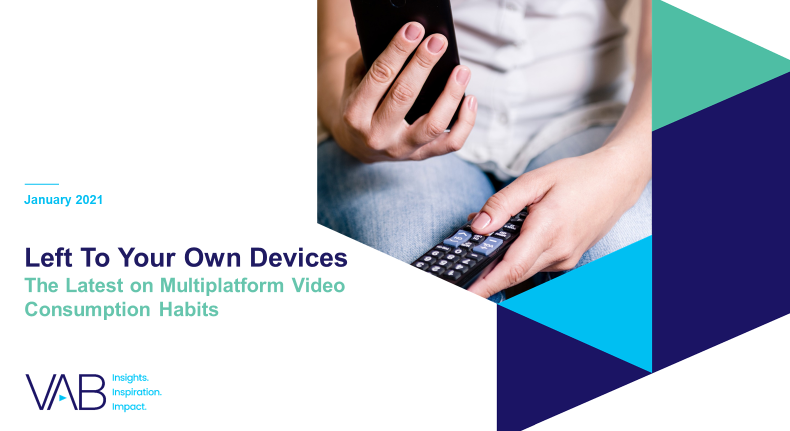 January 2021
Left To Your Own Devices
The Latest on Multiplatform Video
Consumption Habits
VAB
Insights.
Inspiration.
Impact.